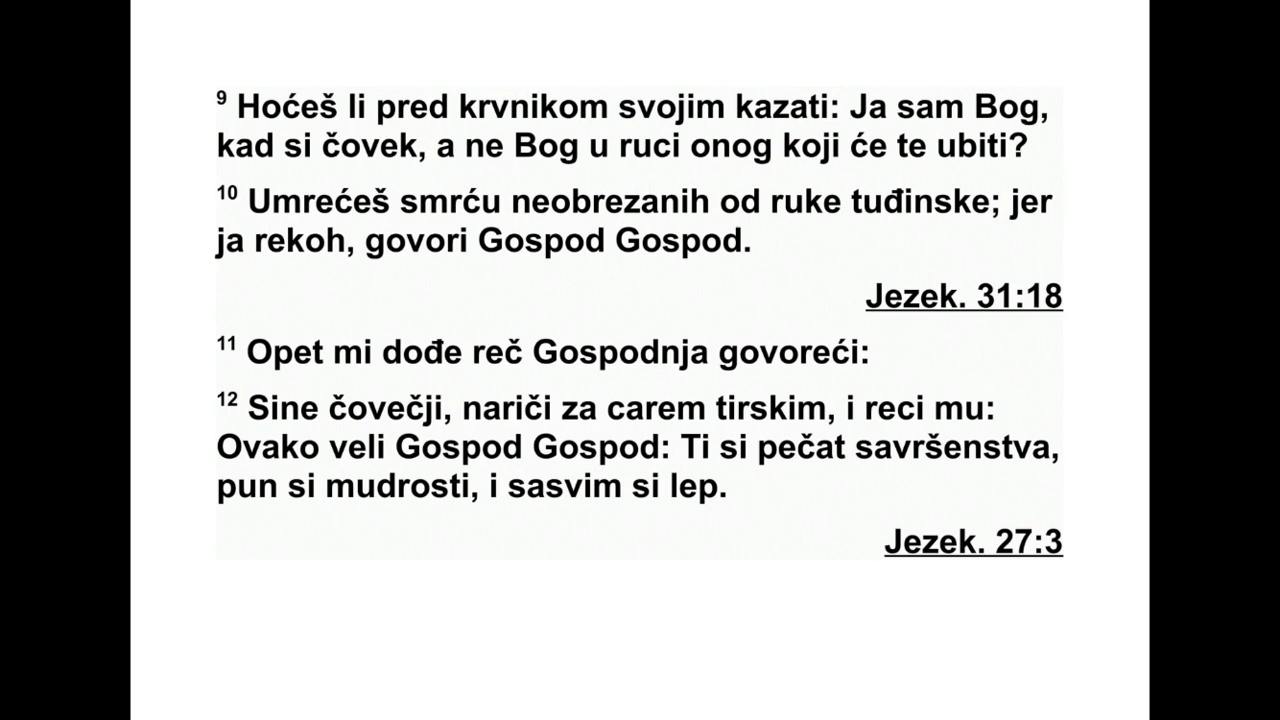 9 Hoćeš li pred krvnikom svojim kazati: Ja sam Bog,
kad si čovek, a ne Bog u ruci onog koji će te ubiti?
10 Umrećeš smrću neobrezanih od ruke tuđinske; jer
ja rekoh, govori Gospod Gospod.
Jezek. 31:18
11 Opet mi dođe reč Gospodnja govoreći:
12 Sine čovečji, nariči za carem tirskim, i reci mu:
Ovako veli Gospod Gospod: Ti si pečat savršenstva,
pun si mudrosti, i sasvim si lep.
Jezek. 27:3